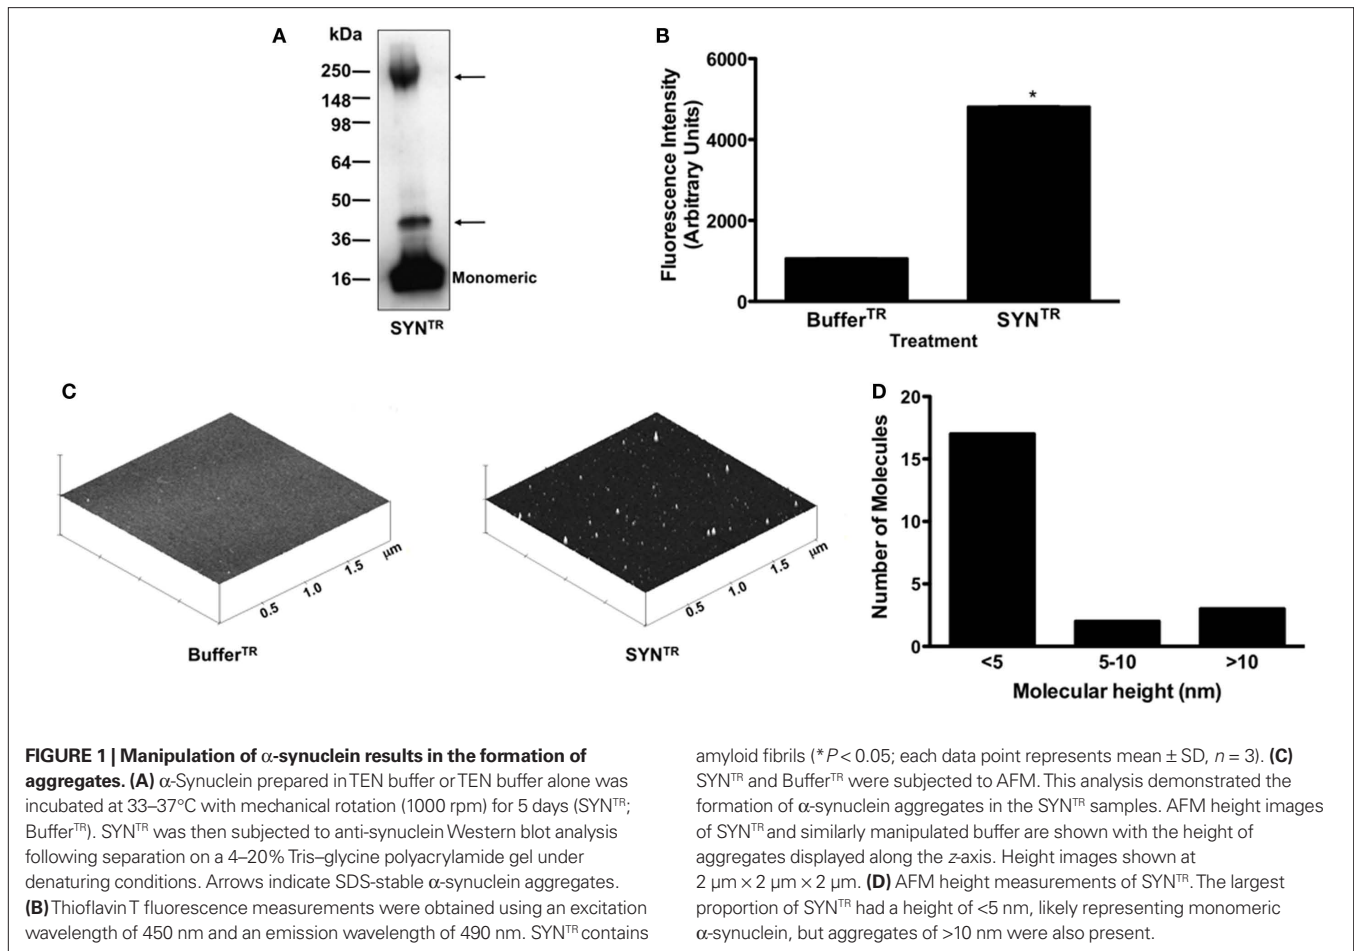 A
kDa
250
148
98
64
50
36
16
Monomeric
SYNTR
B
Fluorescence Intensity
(Arbitrary Units)
6000
4000
2000
0
*
BufferTR
SYNTR
Treatment
C
0.5
1.0
1.5
µm
BufferTR
0.5
1.0
1.5
µm
SYNTR
D
Number of Molecules
20
15
10
5
0
<5
5-10
>10
Molecular height (nm)
FIGURE 1 | Manipulation of α-synuclein results in the formation of
aggregates. (A) α-Synuclein prepared in TEN buffer or TEN buffer alone was
incubated at 33–37°C with mechanical rotation (1000 rpm) for 5 days (SYNTR;
BufferTR). SYNTR was then subjected to anti-synuclein Western blot analysis
following separation on a 4–20% Tris–glycine polyacrylamide gel under
denaturing conditions. Arrows indicate SDS-stable α-synuclein aggregates.
(B) Thioflavin T fluorescence measurements were obtained using an excitation
wavelength of 450 nm and an emission wavelength of 490 nm. SYNTR contains
amyloid fibrils (*P < 0.05; each data point represents mean ± SD, n = 3). (C)
SYNTR and BufferTR were subjected to AFM. This analysis demonstrated the
formation of α-synuclein aggregates in the SYNTR samples. AFM height images
of SYNTR and similarly manipulated buffer are shown with the height of
aggregates displayed along the z-axis. Height images shown at
2 µm × 2 µm × 2 µm. (D) AFM height measurements of SYNTR. The largest
proportion of SYNTR had a height of <5 nm, likely representing monomeric
α-synuclein, but aggregates of >10 nm were also present.